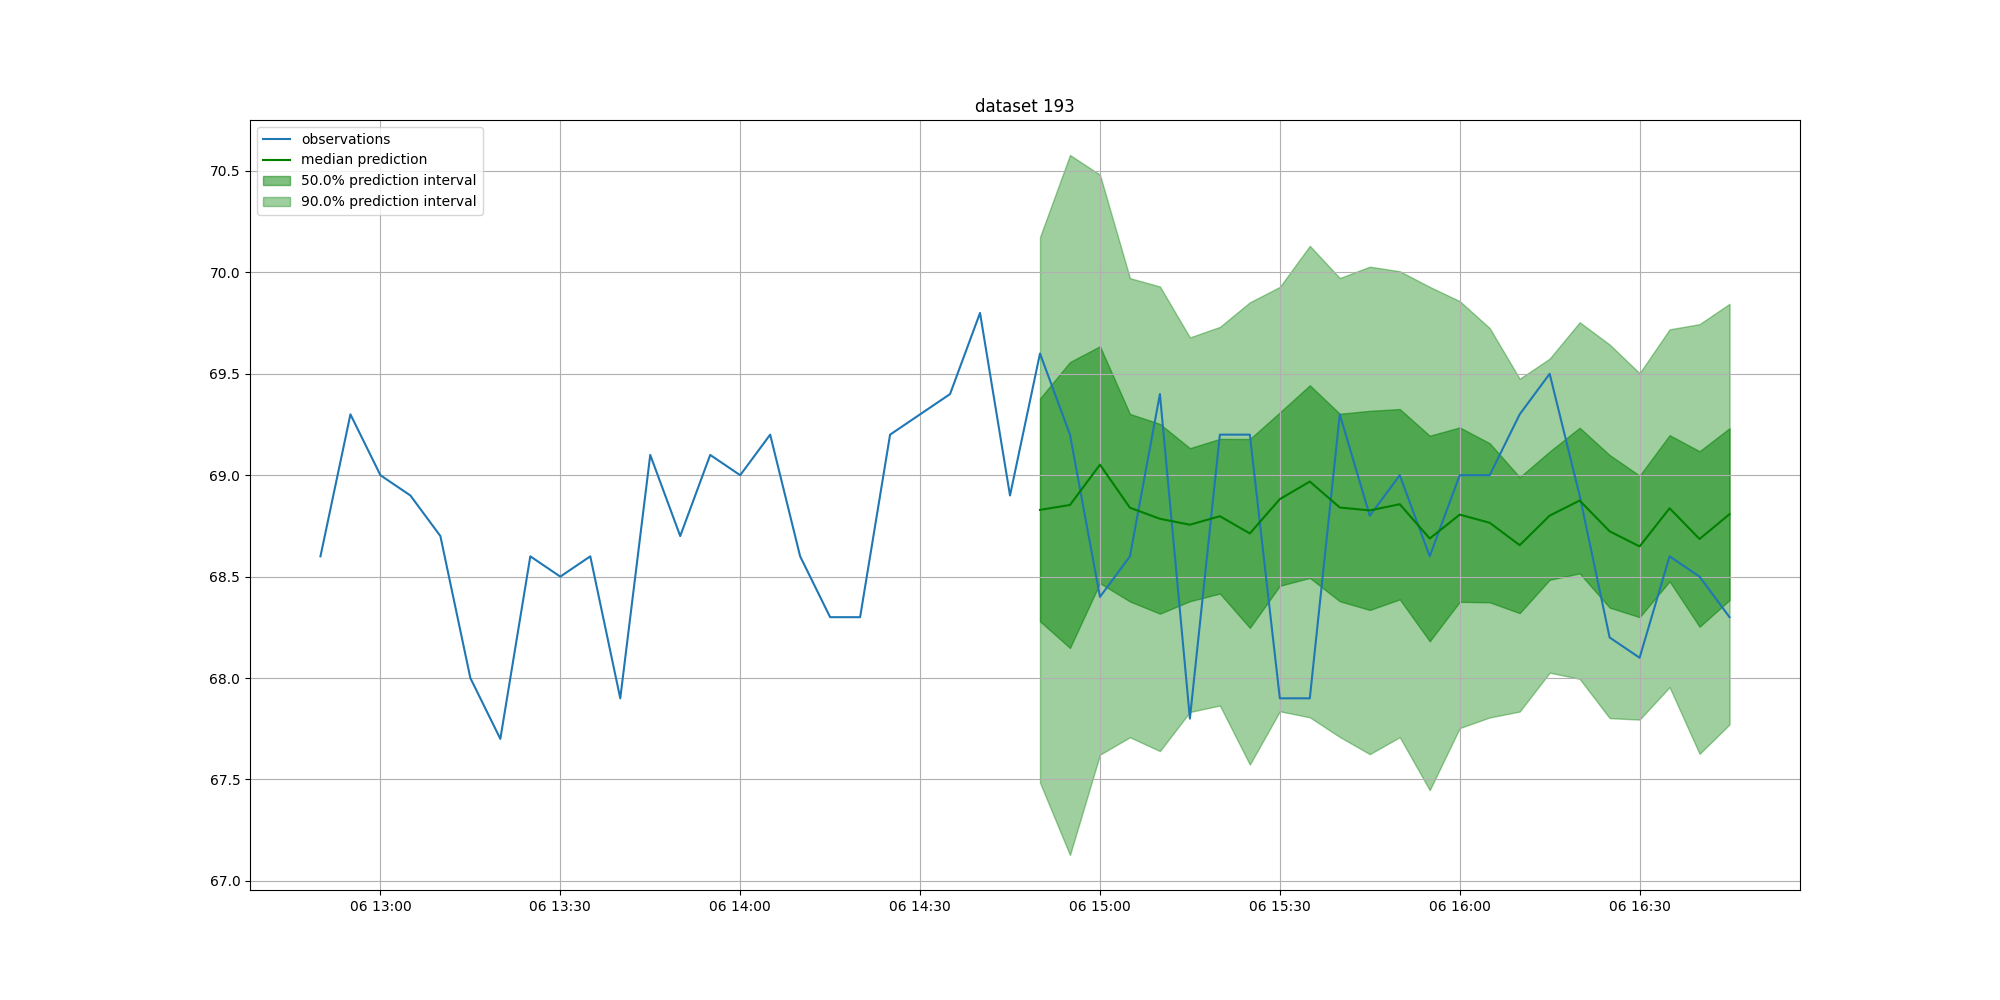 dataset 193
observations
median prediction
50.0% prediction interval
90.0% prediction interval
70.5
70.0
69.5
69.0
68.5
68.0
67.5
67.0
06 13:00 06 13:30 06 14:00 06 14:30 06 15:00 06 15:30 06 16:00 06 16:30